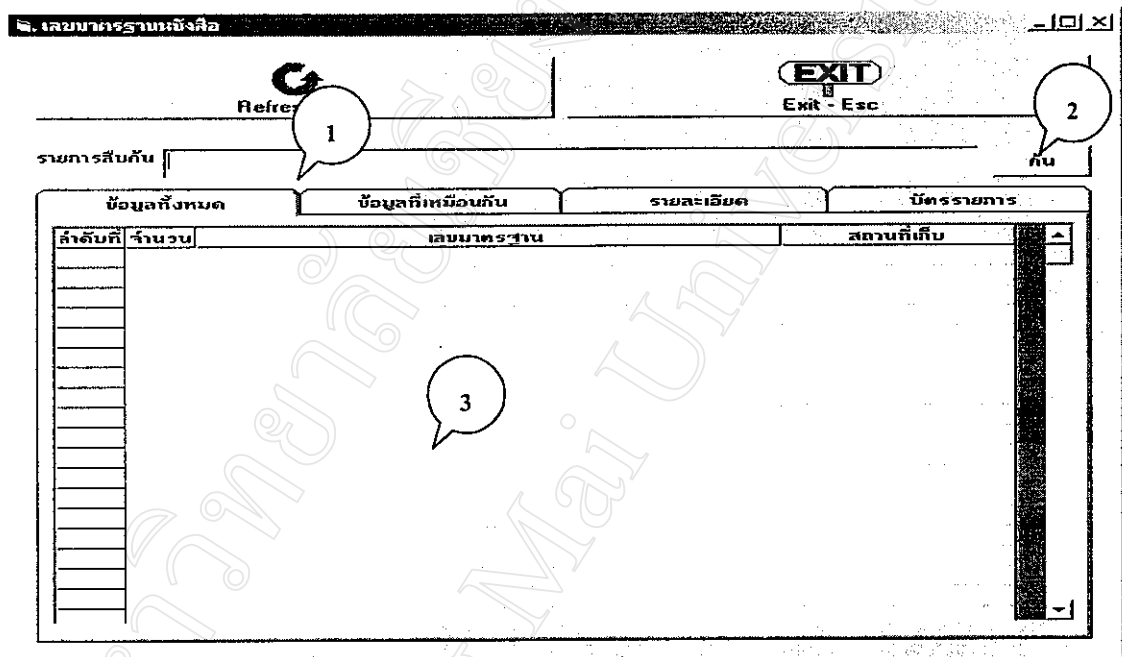 เลขมาตรฐานหนังสือ
EXIT
Exit - Esc
1
2
รายการสืบค้น
ค้น
ข้อมูลทั้งหมด ข้อมูลที่เหมือนกัน รายละเอียด บัตรรายการ
ลำดับที่ จำนวน เลขมาตรฐาน สถานที่เก็บ
3
Mai